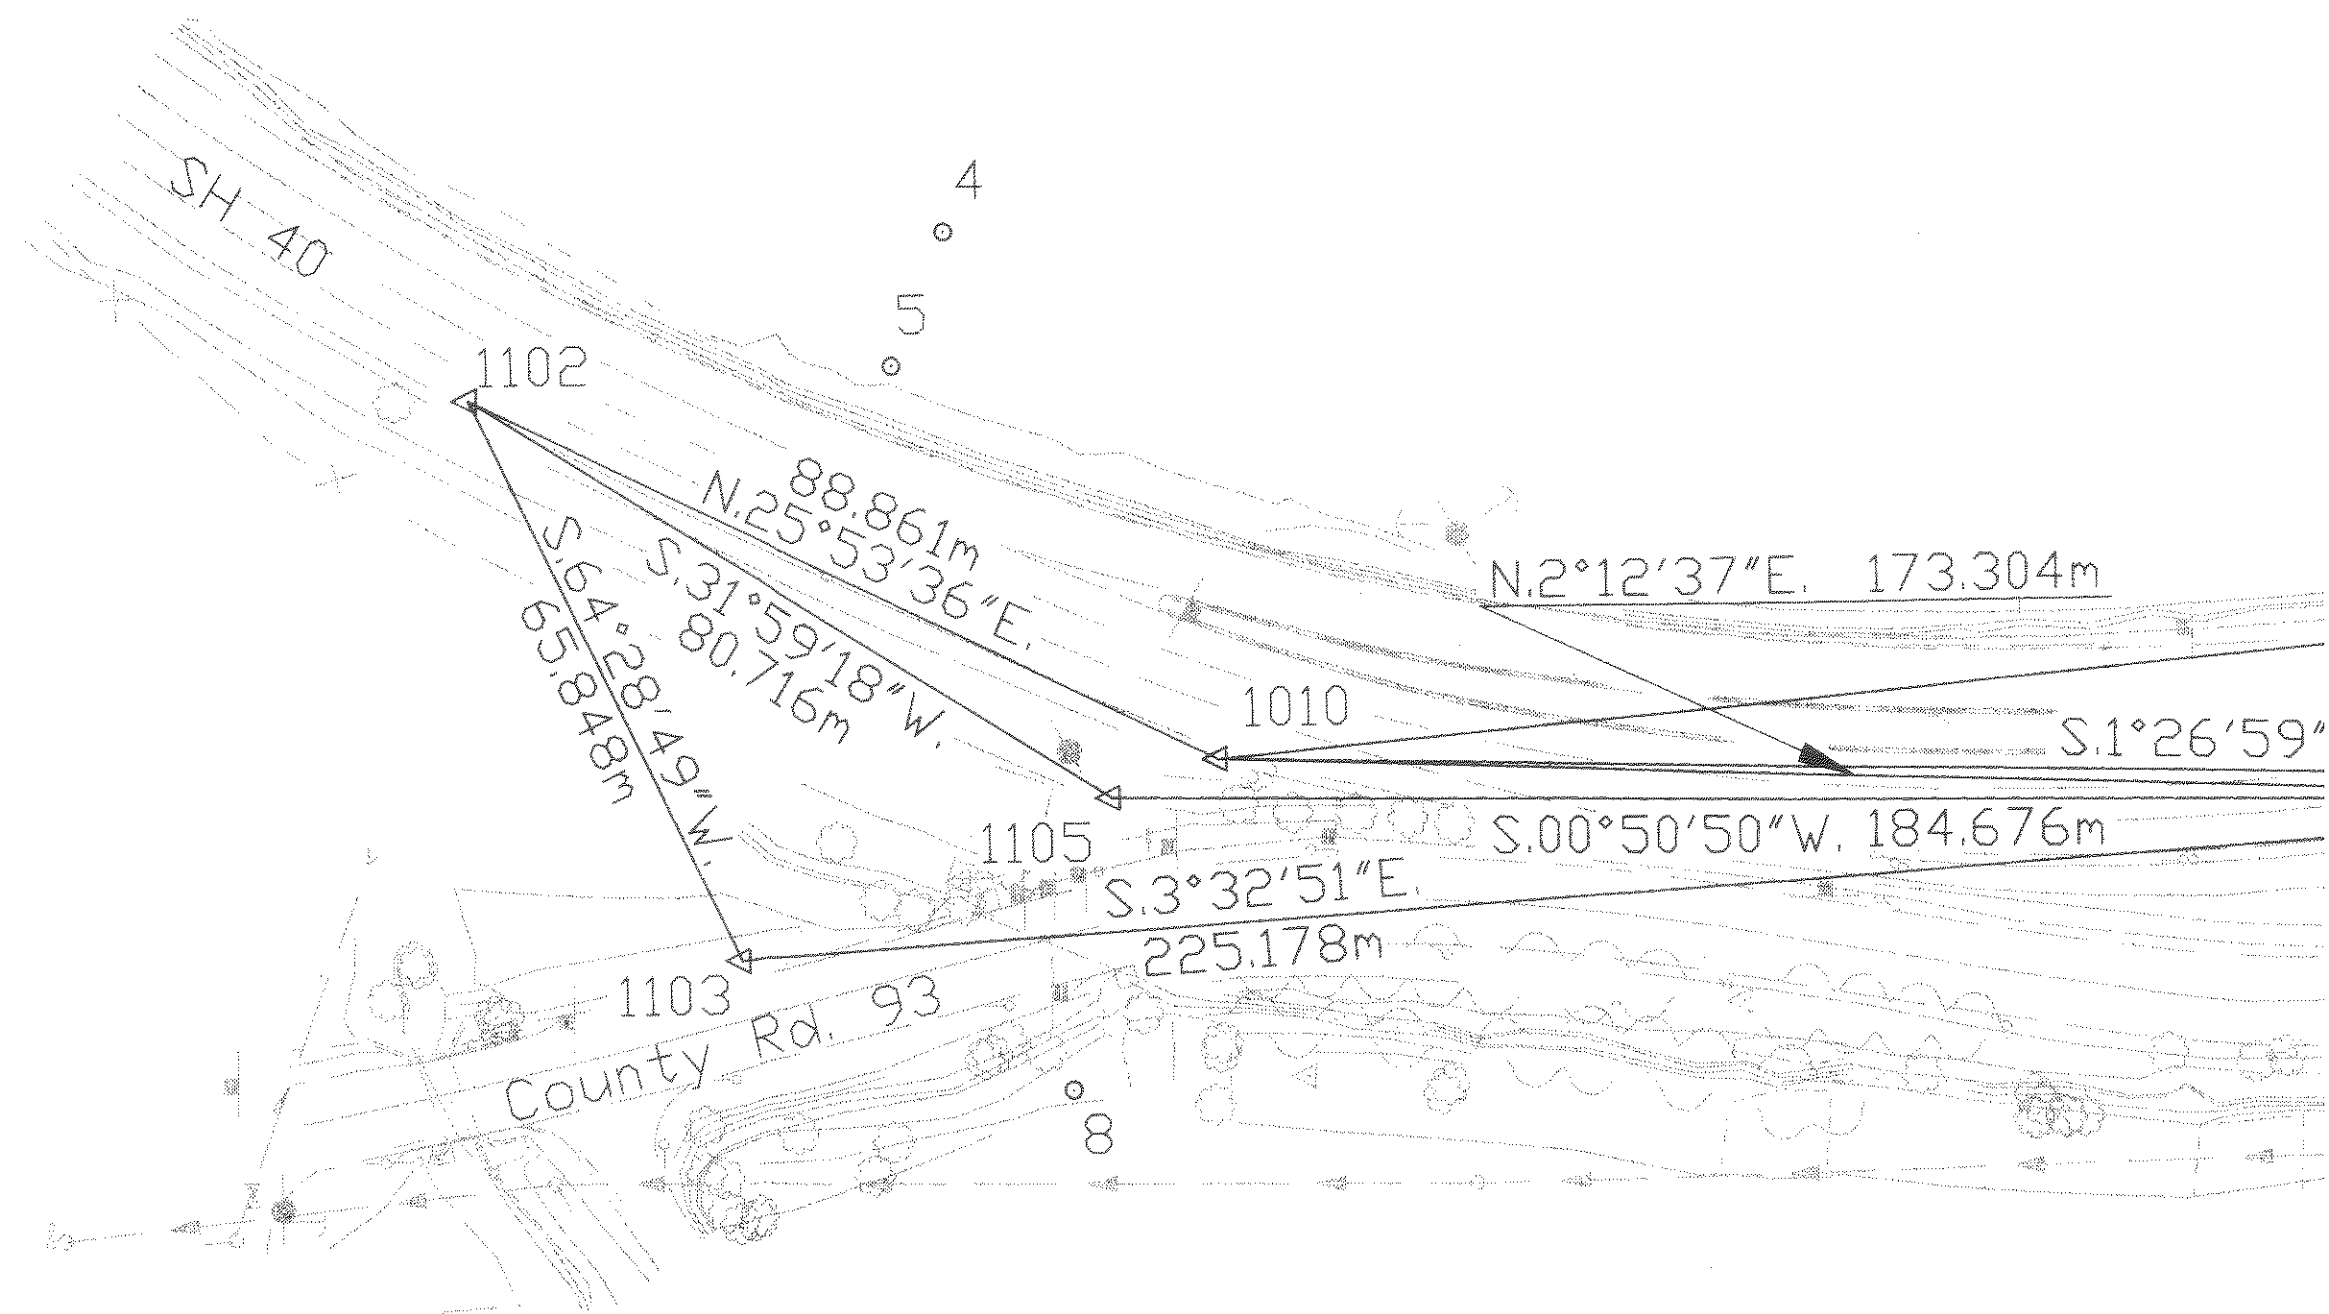 SH 40
4
5
1102
88.861m
N.25°53'36"E.
S.31°59'18"W.
80.716m
S.64°28'49"W.
65.848m
N.2°12'37"E. 173.304m
1010
S.1°26'59"
1105
S.00°50'50"W. 184.676m
S.3°32'51"E.
225.178m
1103
County Rd. 93
8